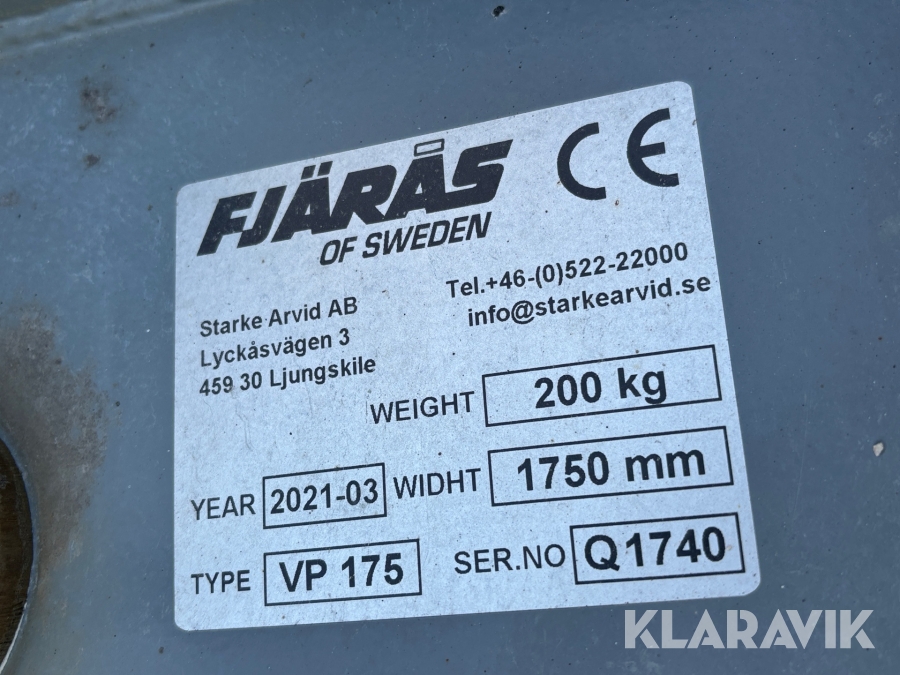 FJÄRÅS
OF SWEDEN
CE
Starke Arvid AB
Lyckåsvägen 3
459 30 Ljungskile
Tel.+46-(0)522-22000
info@starkearvid.se
WEIGHT 200 kg
YEAR 2021-03 WIDHT 1750 mm
TYPE VP 175 SER.NO Q1740
KLARAVIK